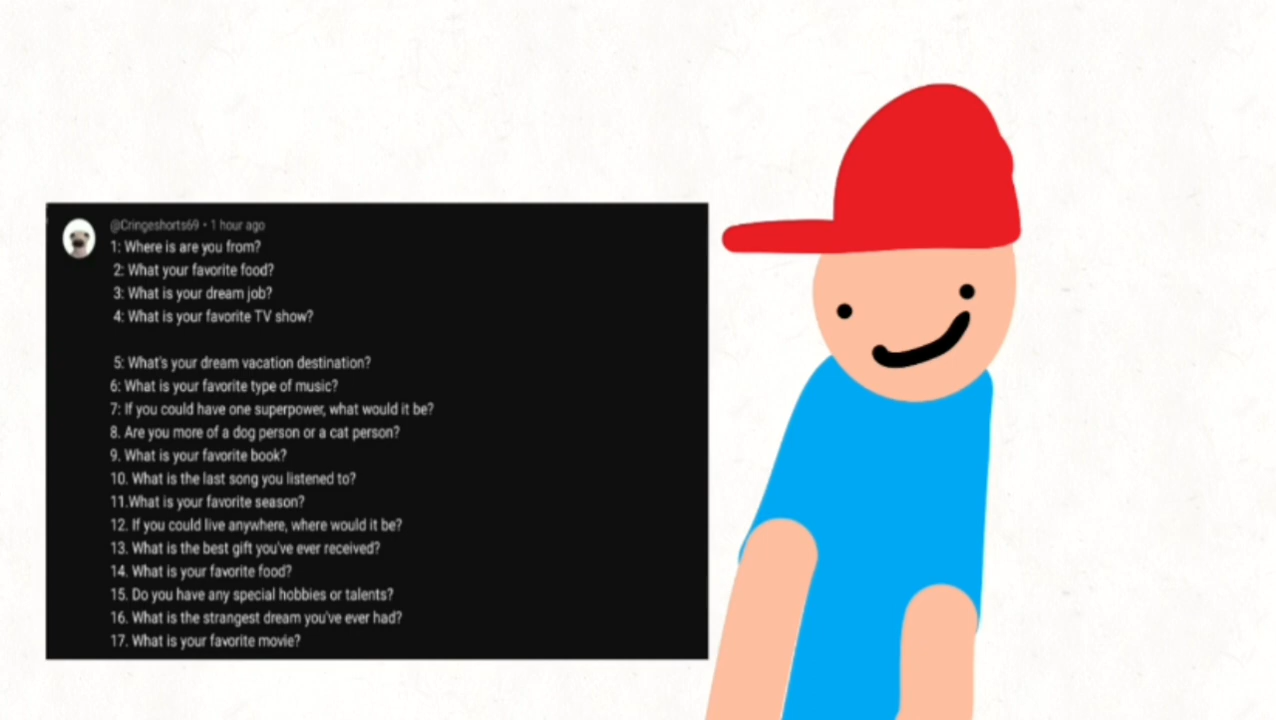 @Cringeshorts69 • 1 hour ago
1: Where is are you from?
2: What your favorite food?
3: What is your dream job?
4: What is your favorite TV show?
5: What's your dream vacation destination?
6: What is your favorite type of music?
7: If you could have one superpower, what would it be?
8. Are you more of a dog person or a cat person?
9. What is your favorite book?
10. What is the last song you listened to?
11.What is your favorite season?
12. If you could live anywhere, where would it be?
13. What is the best gift you've ever received?
14. What is your favorite food?
15. Do you have any special hobbies or talents?
16. What is the strangest dream you've ever had?
17. What is your favorite movie?